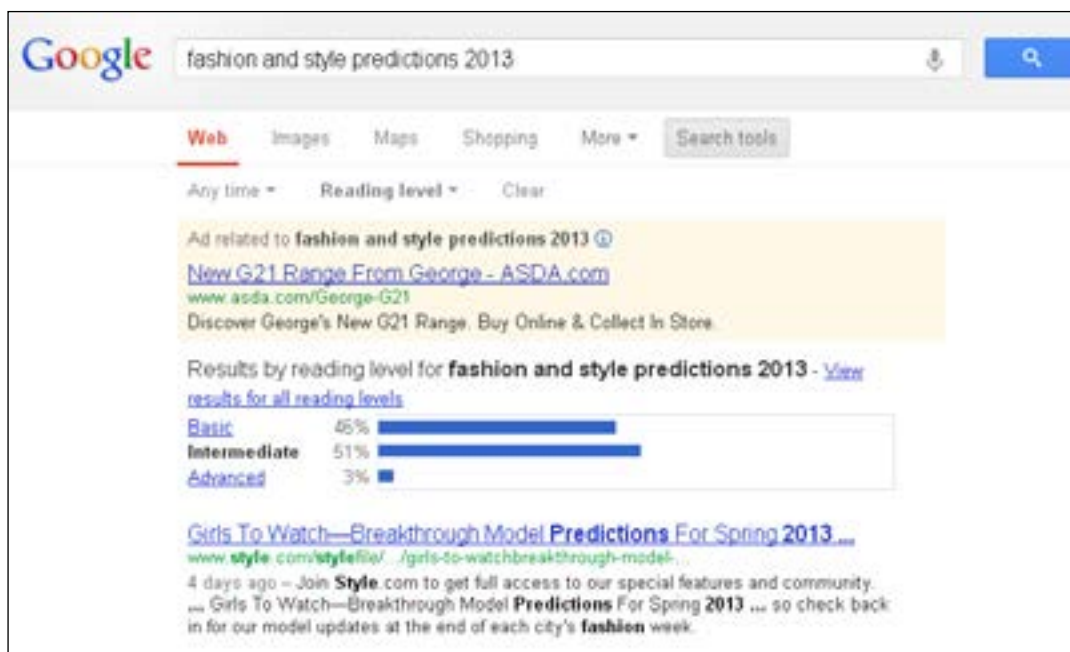 Google fashion and style predictions 2013
Web Images Maps Shopping More Search tools
Any time Reading level Clear
Ad related to fashion and style predictions 2013
New G21 Range From George - ASDA.com
www.asda.com/George-G21
Discover George's New G21 Range. Buy Online & Collect In Store.
Results by reading level for fashion and style predictions 2013 - View
results for all reading levels
Basic 46%
Intermediate 51%
Advanced 3%
Girls To Watch—Breakthrough Model Predictions For Spring 2013 ...
www.style.com/stylefile/.../girls-to-watchbreakthrough-model-...
4 days ago – Join Style.com to get full access to our special features and community.
... Girls To Watch—Breakthrough Model Predictions For Spring 2013 ... so check back
in for our model updates at the end of each city's fashion week.